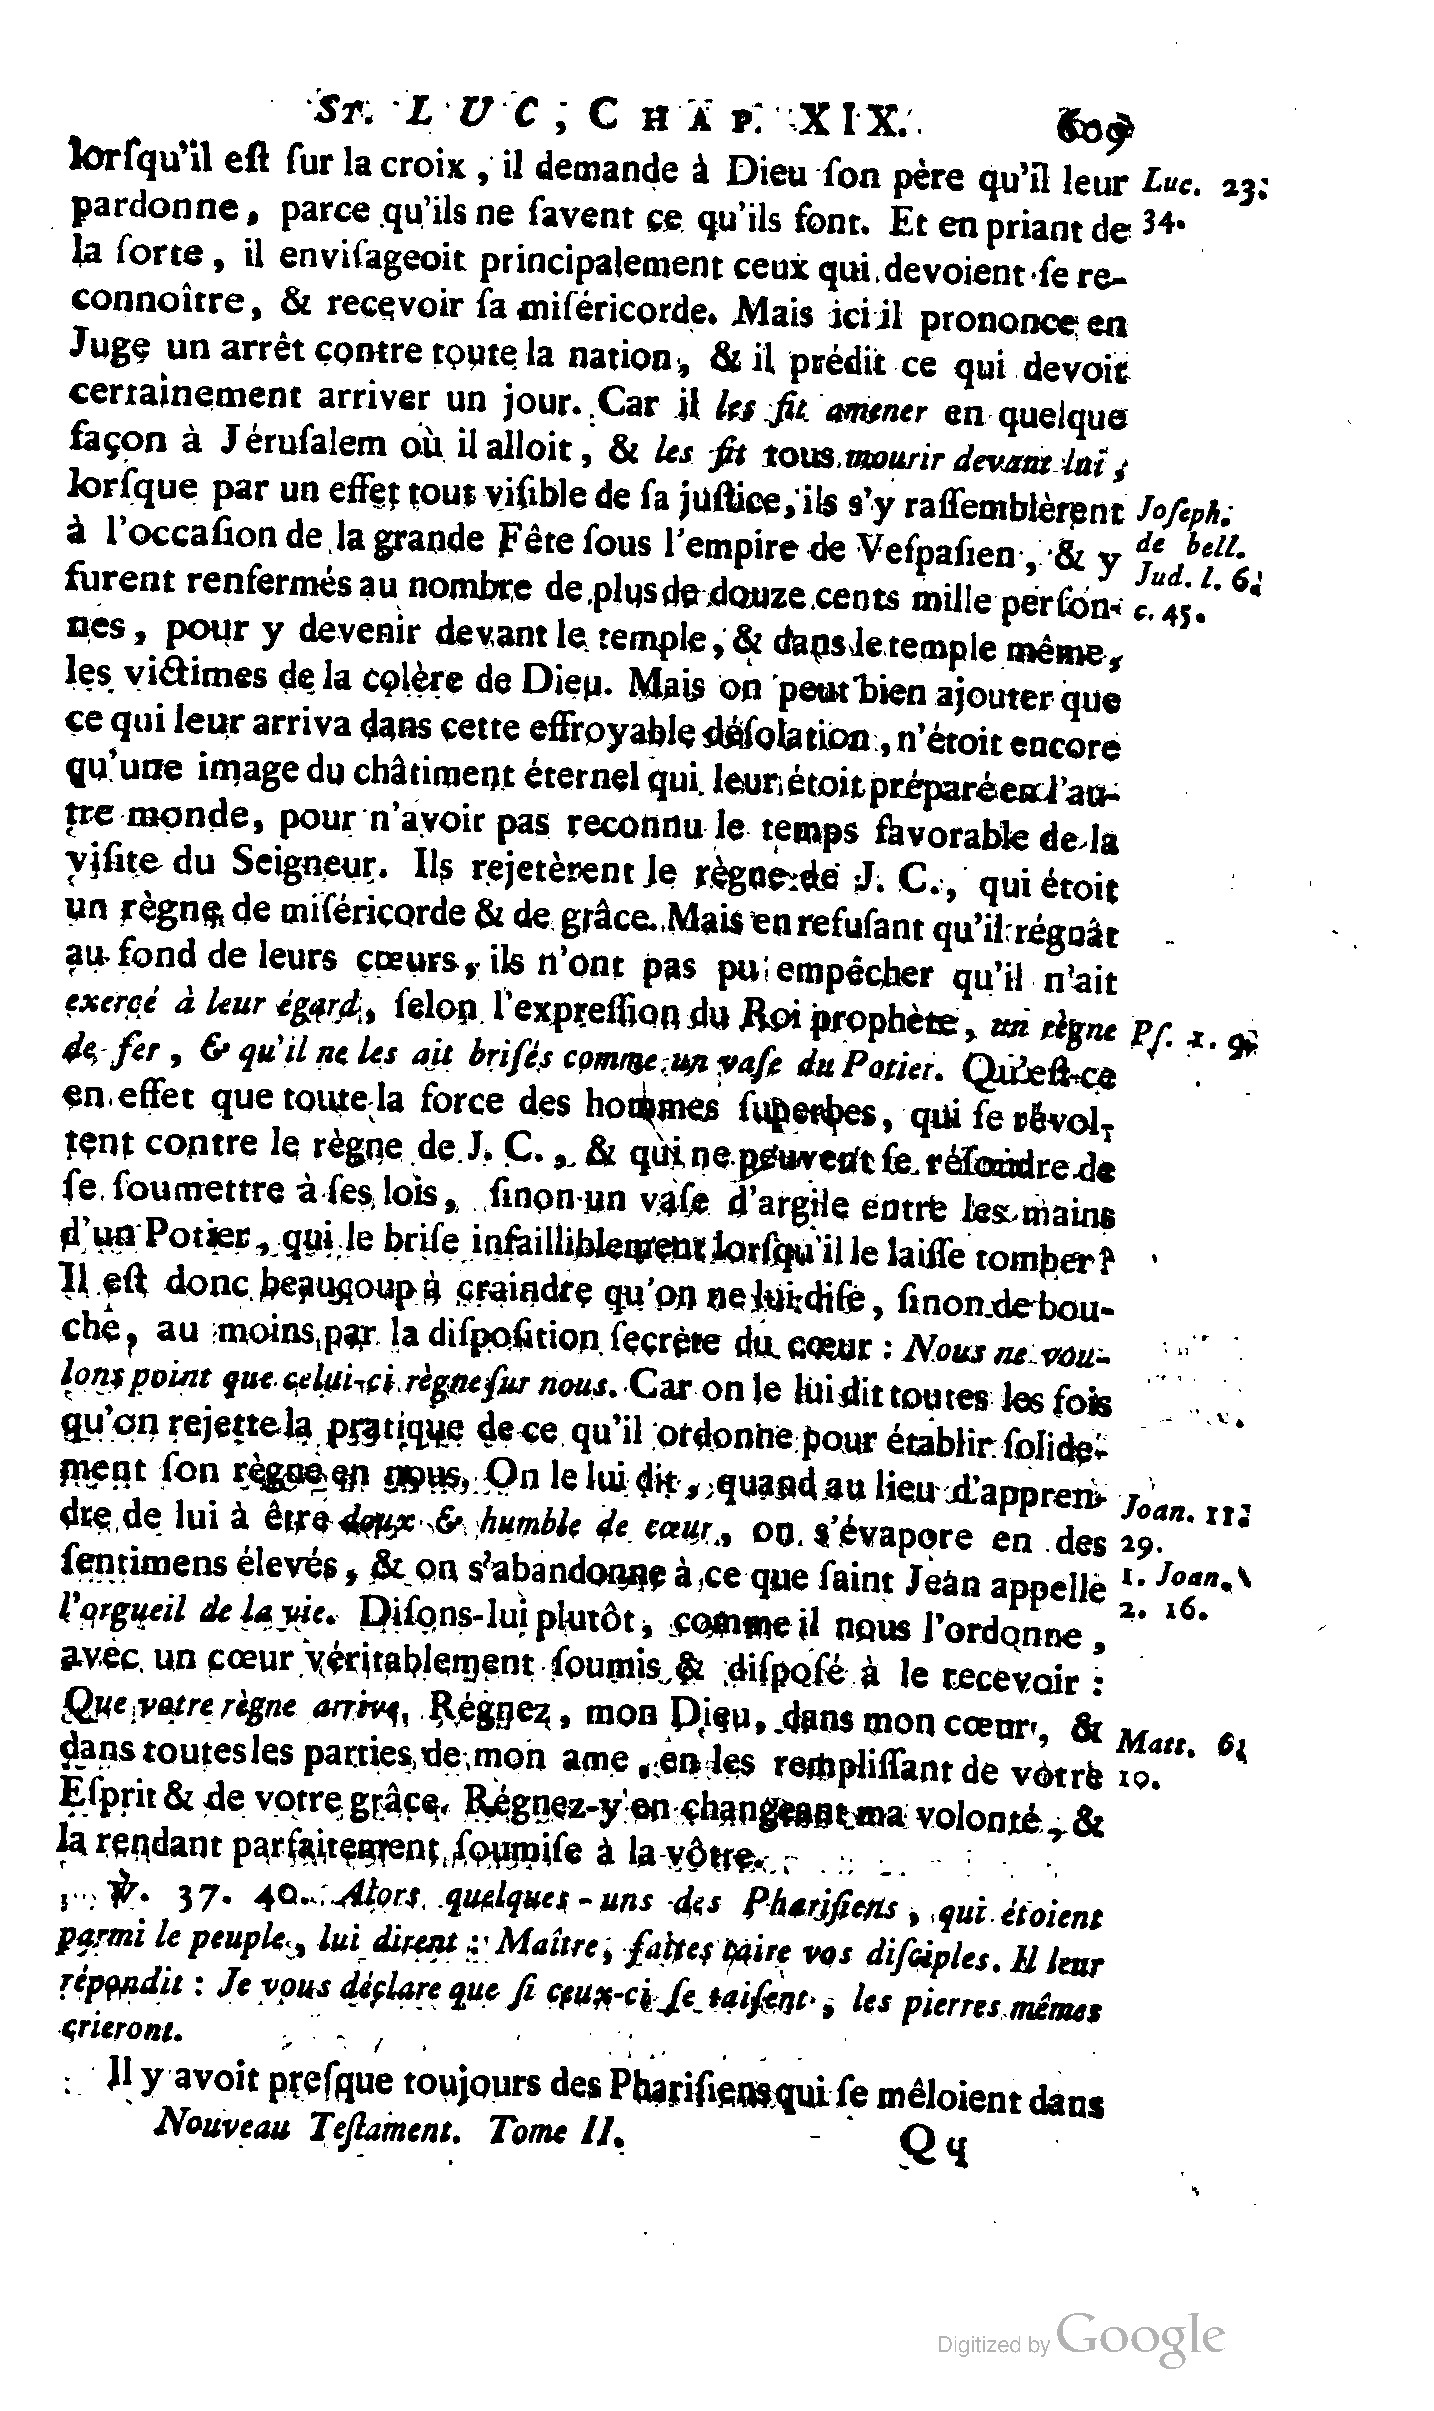 St. LUC, CHAP. XIX. 609
lorſqu'il eſt ſur la croix, il demande à Dieu ſon père qu'il leur Luc. 23.
pardonne, parce qu'ils ne ſavent ce qu'ils font. Et en priant de 34.
la ſorte, il enviſageoit principalement ceux qui devoient ſe re-
connoître, & recevoir ſa miſéricorde. Mais ici il prononce en
Juge un arrêt contre toute la nation, & il prédit ce qui devoit
certainement arriver un jour. Car il les fit amener en quelque
façon à Jéruſalem où il alloit, & les fit tous mourir devant lui,
lorſque par un effet tout viſible de ſa juſtice, ils s'y raſſemblèrent Joſeph.
à l'occaſion de la grande Fête ſous l'empire de Veſpaſien, & y de bell.
furent renfermés au nombre de plus de douze cents mille perſon- Jud. l. 6.
nes, pour y devenir devant le temple, & dans le temple même, c. 45.
les victimes de la colère de Dieu. Mais on peut bien ajouter que
ce qui leur arriva dans cette effroyable déſolation, n'étoit encore
qu'une image du châtiment éternel qui leur étoit préparé en l'au-
tre monde, pour n'avoir pas reconnu le temps favorable de la
viſite du Seigneur. Ils rejetèrent le règne de J. C., qui étoit
un règne de miſéricorde & de grâce. Mais en refuſant qu'il régnât
au fond de leurs cœurs, ils n'ont pas pu empêcher qu'il n'ait
exercé à leur égard, ſelon l'expreſſion du Roi prophète, un règne Pſ. 2. 9.
de fer, & qu'il ne les ait briſés comme un vaſe du Potier. Qu'eſt-ce
en effet que toute la force des hommes ſuperbes, qui ſe révol-
tent contre le règne de J. C., & qui ne peuvent ſe réſoudre de
ſe ſoumettre à ſes lois, ſinon un vaſe d'argile entre les mains
d'un Potier, qui le briſe infailliblement lorſqu'il le laiſſe tomber?
Il eſt donc beaucoup à craindre qu'on ne lui diſe, ſinon de bou-
che, au moins par la diſpoſition ſecrète du cœur : Nous ne vou-
lons point que celui-ci règne ſur nous. Car on le lui dit toutes les fois
qu'on rejette la pratique de ce qu'il ordonne pour établir ſolide-
ment ſon règne en nous. On le lui dit, quand au lieu d'appren-
dre de lui à être doux & humble de cœur, on s'évapore en des Joan. 11.
ſentimens élevés, & on s'abandonne à ce que ſaint Jean appelle 29.
l'orgueil de la vie. Diſons-lui plutôt, comme il nous l'ordonne, 1. Joan.
avec un cœur véritablement ſoumis & diſpoſé à le recevoir : 2. 16.
Que votre règne arrive. Régnez, mon Dieu, dans mon cœur, & Matt. 6.
dans toutes les parties de mon ame, en les rempliſſant de votre 10.
Eſprit & de votre grâce. Régnez-y en changeant ma volonté, &
la rendant parfaitement ſoumiſe à la vôtre.
℣. 37. 40. Alors quelques-uns des Phariſiens, qui étoient
parmi le peuple, lui dirent : Maître, faites taire vos diſciples. Il leur
répondit : Je vous déclare que ſi ceux-ci ſe taiſent, les pierres mêmes
crieront.
Il y avoit preſque toujours des Phariſiens qui ſe mêloient dans
Nouveau Teſtament. Tome II. Qq
Digitized by Google